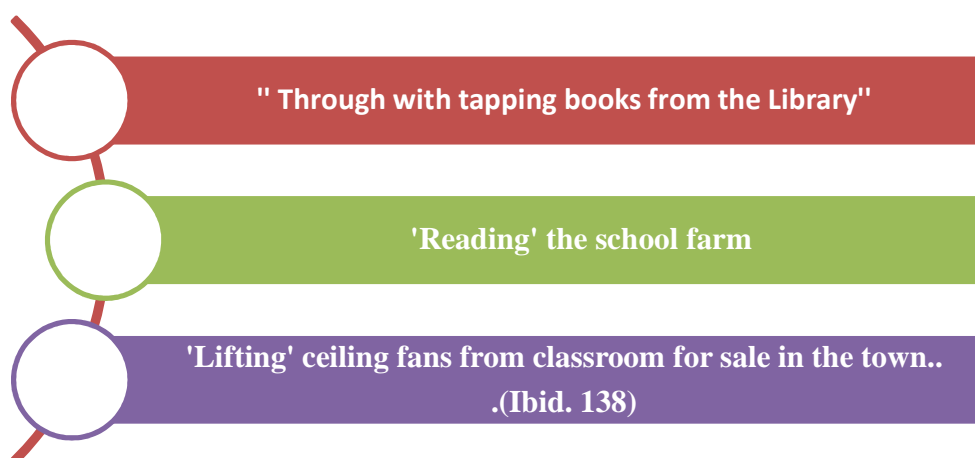 " Through with tapping books from the Library"
'Reading' the school farm
'Lifting' ceiling fans from classroom for sale in the town..
.(Ibid. 138)